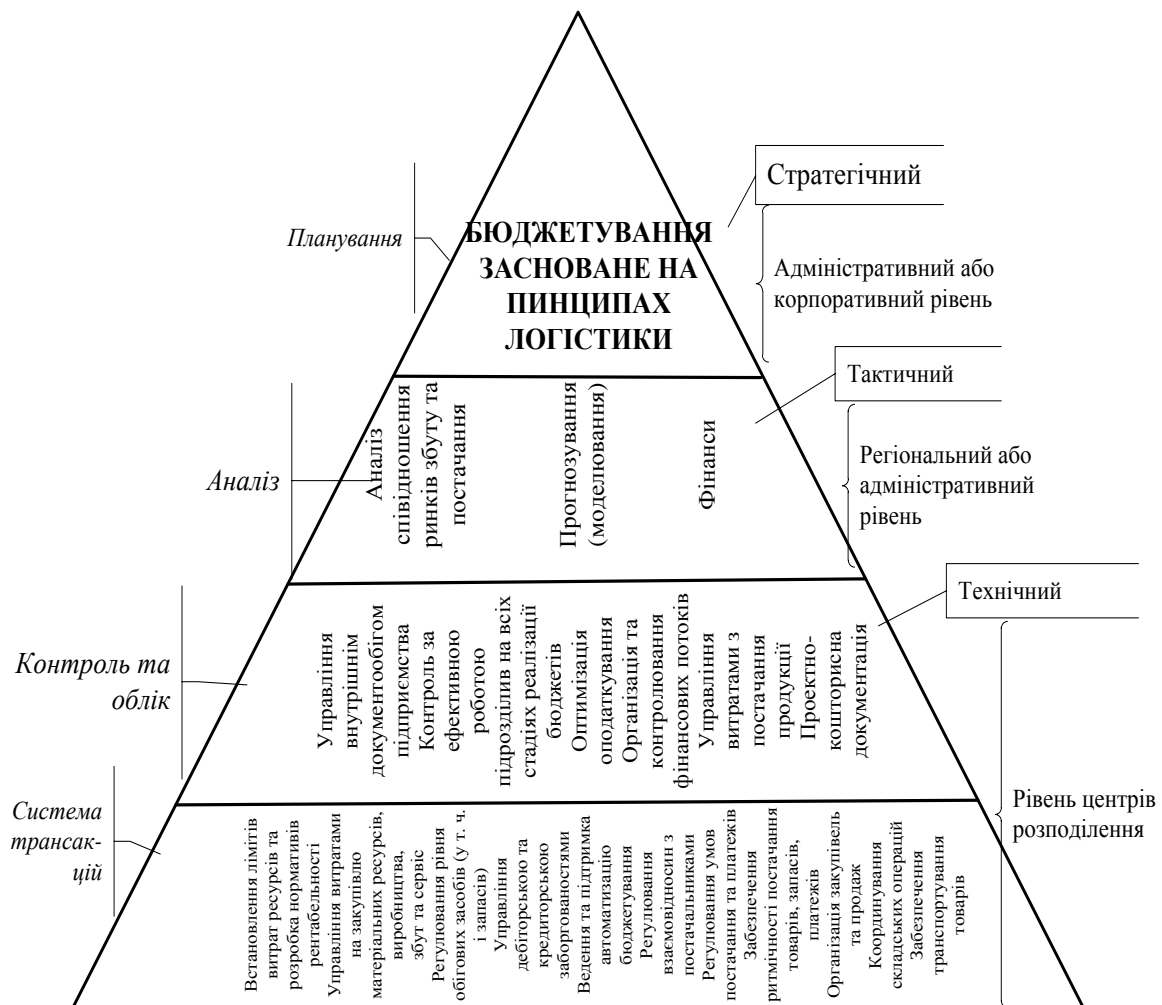 Стратегічний
Планування
БЮДЖЕТУВАННЯ
ЗАСНОВАНЕ НА
ПИНЦИПАХ
ЛОГІСТИКИ
Адміністративний або
корпоративний рівень
Тактичний
Аналіз
Аналіз
співідношення
ринків збуту та
постачання
Прогнозування
(моделювання)
Фінанси
Регіональний або
адміністративний
рівень
Технічний
Контроль та
облік
Управління
внутрішнім
документообігом
підприємства
Контроль за
ефективною
роботою
підрозділив на всіх
стадіях реалізації
бюджетів
Оптимізація
оподаткування
Організація та
контролювання
фінансових потоків
Управління
витратами з
постачання
продукції
Проектно-
кошторисна
документація
Система
трансак-
цій
Встановлення лімітів
витрат ресурсів та
розробка нормативів
рентабельності
Управління витратами
на закупівлю
матеріальних ресурсів,
виробництва,
збут та сервіс
Регулювання рівня
обігових засобів (у т. ч.
і запасів)
Управління
дебіторською та
кредиторською
заборгованостями
Ведення та підтримка
автоматизацію
бюджетування
Регулювання
взаємовідносин з
постачальниками
Регулювання умов
постачання та платежів
Забезпечення
ритмічності постачання
товарів, запасів,
платежів
Організація закупівель
та продаж
Координування
складських операцій
Забезпечення
транспортування
товарів
Рівень центрів
розподілення